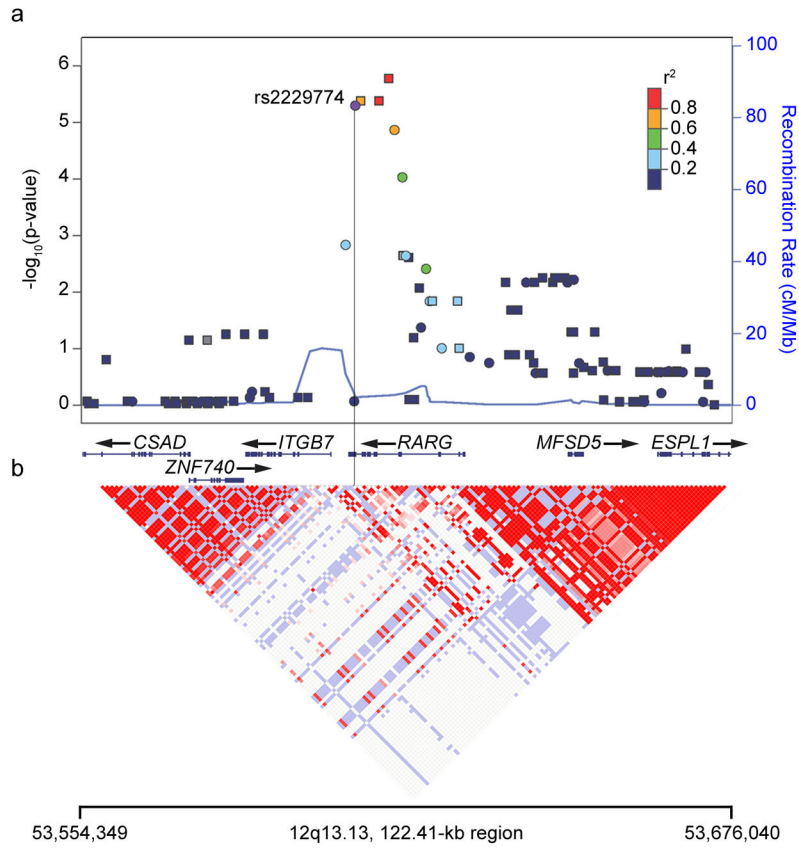 a
6
5
4
3
2
1
0
-log10(p-value)
rs2229774
r2
0.8
0.6
0.4
0.2
100
80
60
40
20
0
Recombination Rate (cM/Mb)
CSAD
ITGB7
RARG
MFSD5
ESPL1
ZNF740
b
53,554,349
12q13.13, 122.41-kb region
53,676,040